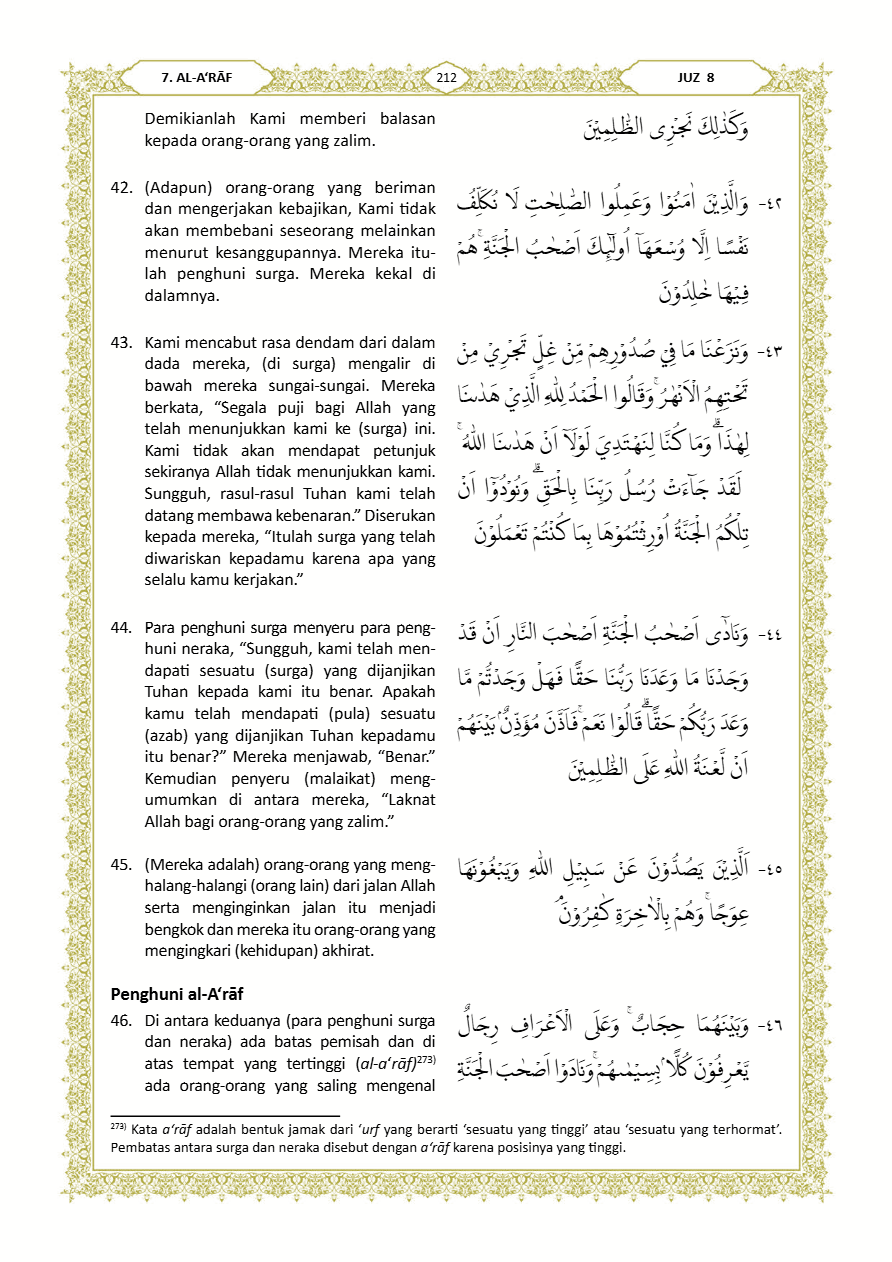 7. AL-A‘RĀF
212
JUZ 8
Demikianlah Kami memberi balasan
kepada orang-orang yang zalim.
وَكَذٰلِكَ نَجْزِى الظّٰلِمِيْنَ
42. (Adapun) orang-orang yang beriman
dan mengerjakan kebajikan, Kami tidak
akan membebani seseorang melainkan
menurut kesanggupannya. Mereka itu-
lah penghuni surga. Mereka kekal di
dalamnya.
٤٢- وَالَّذِيْنَ اٰمَنُوْا وَعَمِلُوا الصّٰلِحٰتِ لَا نُكَلِّفُ
نَفْسًا اِلَّا وُسْعَهَآ اُولٰۤىِٕكَ اَصْحٰبُ الْجَنَّةِۚ هُمْ
فِيْهَا خٰلِدُوْنَ
43. Kami mencabut rasa dendam dari dalam
dada mereka, (di surga) mengalir di
bawah mereka sungai-sungai. Mereka
berkata, “Segala puji bagi Allah yang
telah menunjukkan kami ke (surga) ini.
Kami tidak akan mendapat petunjuk
sekiranya Allah tidak menunjukkan kami.
Sungguh, rasul-rasul Tuhan kami telah
datang membawa kebenaran.” Diserukan
kepada mereka, “Itulah surga yang telah
diwariskan kepadamu karena apa yang
selalu kamu kerjakan.”
٤٣- وَنَزَعْنَا مَا فِيْ صُدُوْرِهِمْ مِّنْ غِلٍّ تَجْرِيْ مِنْ
تَحْتِهِمُ الْاَنْهٰرُۚ وَقَالُوا الْحَمْدُ لِلّٰهِ الَّذِيْ هَدٰىنَا
لِهٰذَاۗ وَمَا كُنَّا لِنَهْتَدِيَ لَوْلَآ اَنْ هَدٰىنَا اللّٰهُ ۚ
لَقَدْ جَاۤءَتْ رُسُلُ رَبِّنَا بِالْحَقِّۗ وَنُوْدُوْٓا اَنْ
تِلْكُمُ الْجَنَّةُ اُوْرِثْتُمُوْهَا بِمَا كُنْتُمْ تَعْمَلُوْنَ
44. Para penghuni surga menyeru para peng-
huni neraka, “Sungguh, kami telah men-
dapati sesuatu (surga) yang dijanjikan
Tuhan kepada kami itu benar. Apakah
kamu telah mendapati (pula) sesuatu
(azab) yang dijanjikan Tuhan kepadamu
itu benar?” Mereka menjawab, “Benar.”
Kemudian penyeru (malaikat) meng-
umumkan di antara mereka, “Laknat
Allah bagi orang-orang yang zalim.”
٤٤- وَنَادٰٓى اَصْحٰبُ الْجَنَّةِ اَصْحٰبَ النَّارِ اَنْ قَدْ
وَجَدْنَا مَا وَعَدَنَا رَبُّنَا حَقًّا فَهَلْ وَجَدْتُّمْ مَّا
وَعَدَ رَبُّكُمْ حَقًّاۗ قَالُوْا نَعَمْۚ فَاَذَّنَ مُؤَذِّنٌۢ بَيْنَهُمْ
اَنْ لَّعْنَةُ اللّٰهِ عَلَى الظّٰلِمِيْنَ
45. (Mereka adalah) orang-orang yang meng-
halang-halangi (orang lain) dari jalan Allah
serta menginginkan jalan itu menjadi
bengkok dan mereka itu orang-orang yang
mengingkari (kehidupan) akhirat.
٤٥- اَلَّذِيْنَ يَصُدُّوْنَ عَنْ سَبِيْلِ اللّٰهِ وَيَبْغُوْنَهَا
عِوَجًاۚ وَهُمْ بِالْاٰخِرَةِ كٰفِرُوْنَۘ
Penghuni al-A‘rāf
46. Di antara keduanya (para penghuni surga
dan neraka) ada batas pemisah dan di
atas tempat yang tertinggi (al-a‘rāf)273)
ada orang-orang yang saling mengenal
٤٦- وَبَيْنَهُمَا حِجَابٌۚ وَعَلَى الْاَعْرَافِ رِجَالٌ
يَّعْرِفُوْنَ كُلًّاۢ بِسِيْمٰىهُمْۚ وَنَادَوْا اَصْحٰبَ الْجَنَّةِ
273) Kata a‘rāf adalah bentuk jamak dari ‘urf yang berarti ‘sesuatu yang tinggi’ atau ‘sesuatu yang terhormat’.
Pembatas antara surga dan neraka disebut dengan a‘rāf karena posisinya yang tinggi.